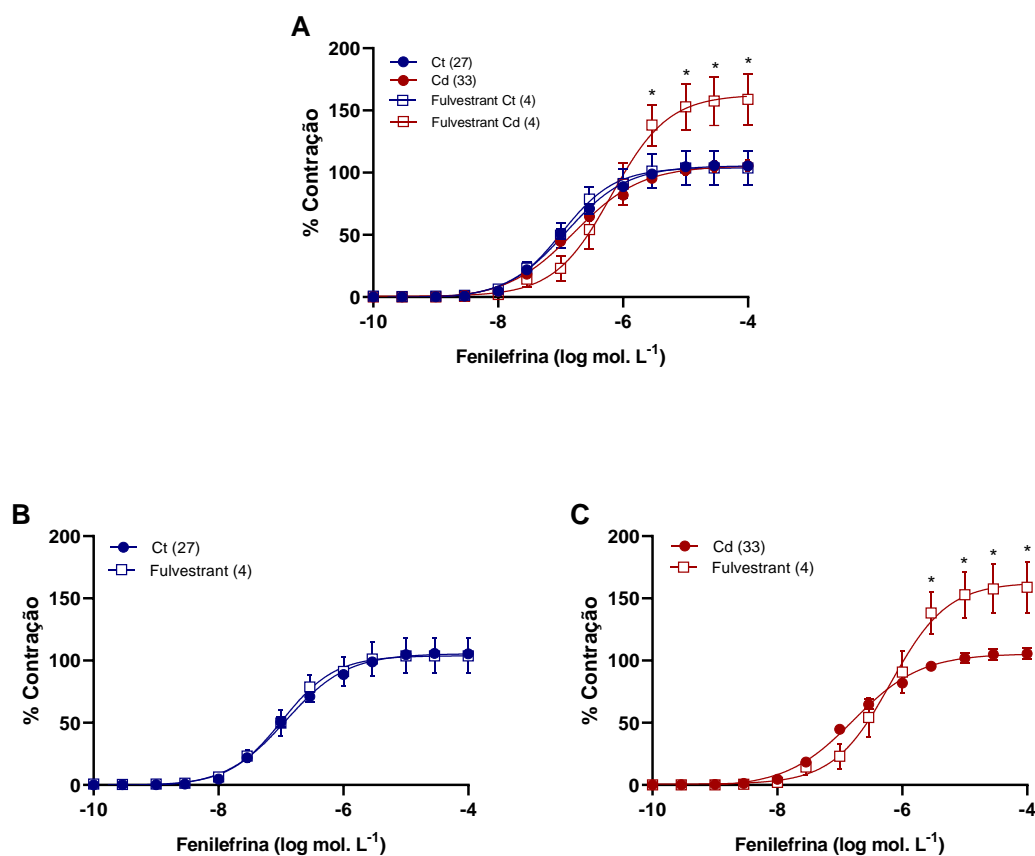 A
200
150
100
50
0
% Contração
Ct (27)
Cd (33)
Fulvestrant Ct (4)
Fulvestrant Cd (4)
* * * *
-10 -8 -6 -4
Fenilefrina (log mol. L⁻¹)
B
200
150
100
50
0
% Contração
Ct (27)
Fulvestrant (4)
-10 -8 -6 -4
Fenilefrina (log mol. L⁻¹)
C
200
150
100
50
0
% Contração
Cd (33)
Fulvestrant (4)
* * * *
-10 -8 -6 -4
Fenilefrina (log mol. L⁻¹)